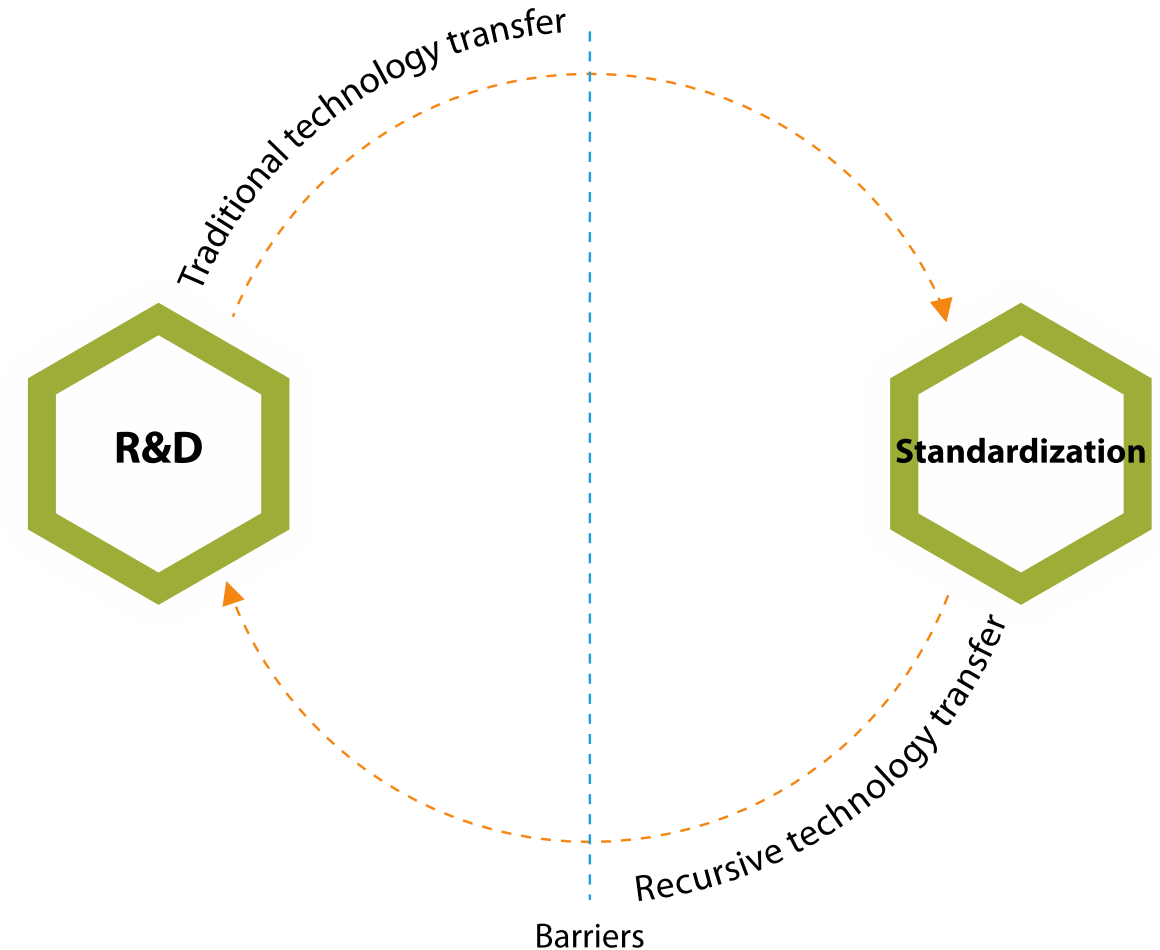 Traditional technology transfer
R&D
Standardization
Recursive technology transfer
Barriers